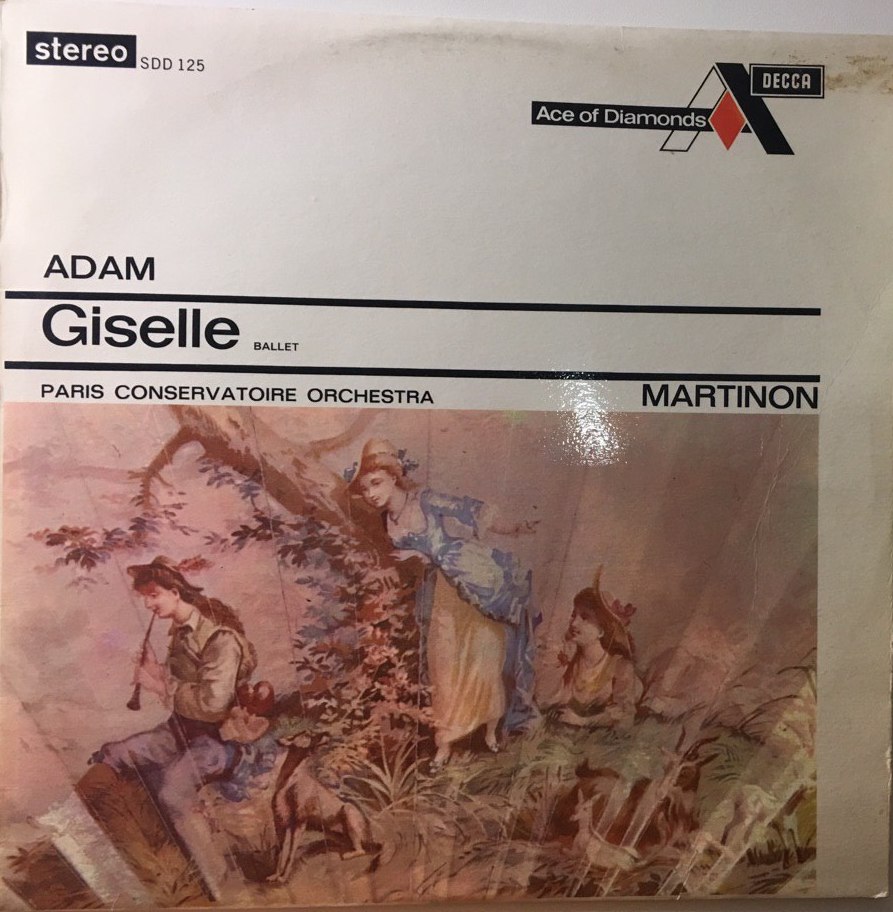 stereo SDD 125
DECCA
Ace of Diamonds
ADAM
Giselle BALLET
PARIS CONSERVATOIRE ORCHESTRA MARTINON